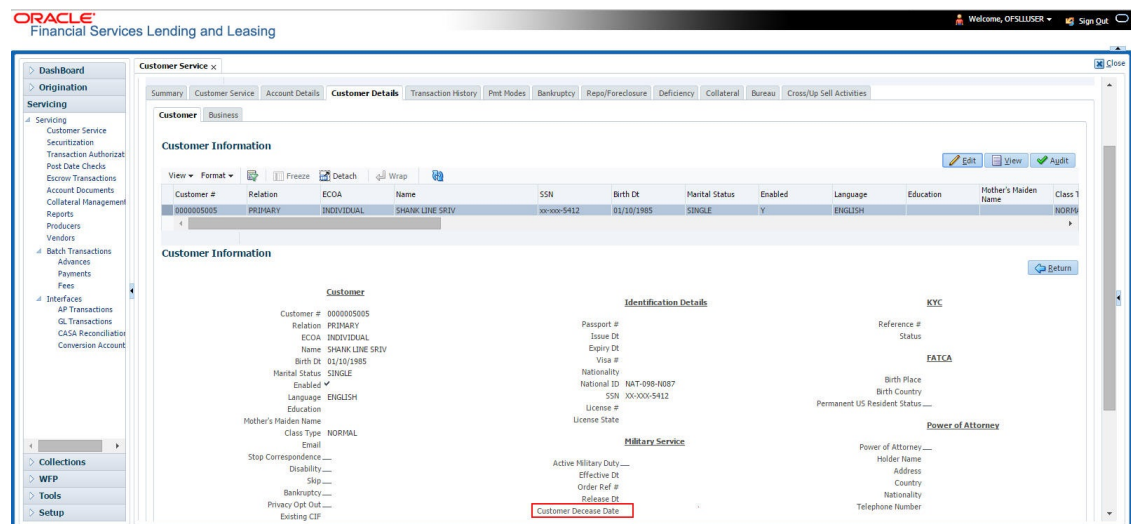 ORACLE
Financial Services Lending and Leasing
Welcome, OFSLLUSER
Sign Out
Close
DashBoard
Origination
Servicing
Servicing
Customer Service
Securitization
Transaction Authorizat
Post Date Checks
Escrow Transactions
Account Documents
Collateral Management
Reports
Producers
Vendors
Batch Transactions
Advances
Payments
Fees
Interfaces
AP Transactions
GL Transactions
CASA Reconciliation
Conversion Account
Collections
WFP
Tools
Setup
Customer Service x
Summary Customer Service Account Details Customer Details Transaction History Pmt Modes Bankruptcy Repo/Foreclosure Deficiency Collateral Bureau Cross/Up Sell Activities
Customer Business
Customer Information
Edit View Audit
View Format Freeze Detach Wrap
Customer # Relation ECOA Name SSN Birth Dt Marital Status Enabled Language Education Mother's Maiden Name Class T
0000005005 PRIMARY INDIVIDUAL SHANK LINE SRIV xx-xxx-5412 01/10/1985 SINGLE Y ENGLISH NORMA
Customer Information
Return
Customer
Customer # 0000005005
Relation PRIMARY
ECOA INDIVIDUAL
Name SHANK LINE SRIV
Birth Dt 01/10/1985
Marital Status SINGLE
Enabled
Language ENGLISH
Education
Mother's Maiden Name
Class Type NORMAL
Email
Stop Correspondence
Disability
Skip
Bankruptcy
Privacy Opt Out
Existing CIF
Identification Details
Passport #
Issue Dt
Expiry Dt
Visa #
Nationality
National ID NAT-098-N087
SSN XX-XXX-5412
License #
License State
Military Service
Active Military Duty
Effective Dt
Order Ref #
Release Dt
Customer Decease Date
KYC
Reference #
Status
FATCA
Birth Place
Birth Country
Permanent US Resident Status
Power of Attorney
Power of Attorney
Holder Name
Address
Country
Nationality
Telephone Number